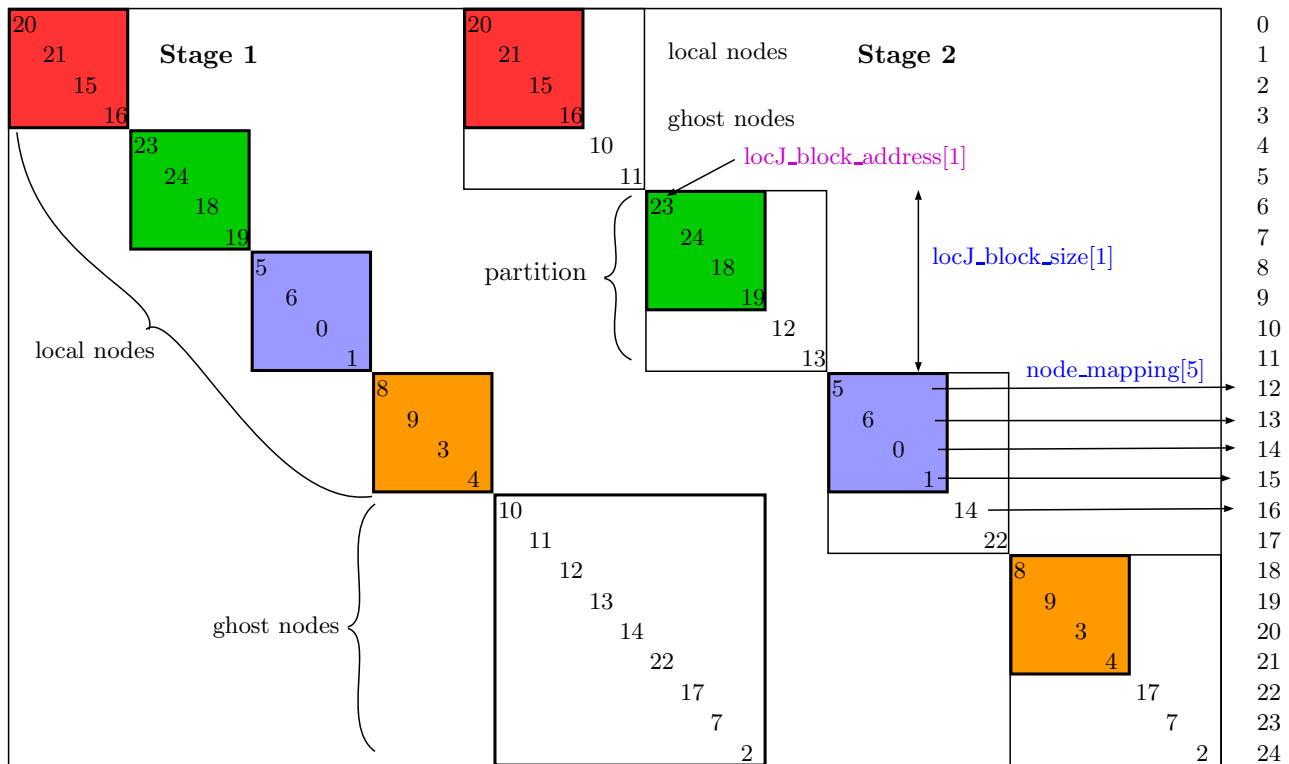 20 20 0
21 Stage 1 21 local nodes Stage 2 1
15 15 2
16 16 ghost nodes 3
23 10 4
24 11 locJ_block_address[1] 5
18 23 6
19 24 7
5 partition 18 locJ_block_size[1] 8
6 19 9
0 12 10
local nodes 1 13 11
8 5 node_mapping[5] 12
9 6 13
3 0 14
4 1 15
10 14 16
11 22 17
12 8 18
13 9 19
ghost nodes 14 3 20
22 4 21
17 17 22
7 7 23
2 2 24